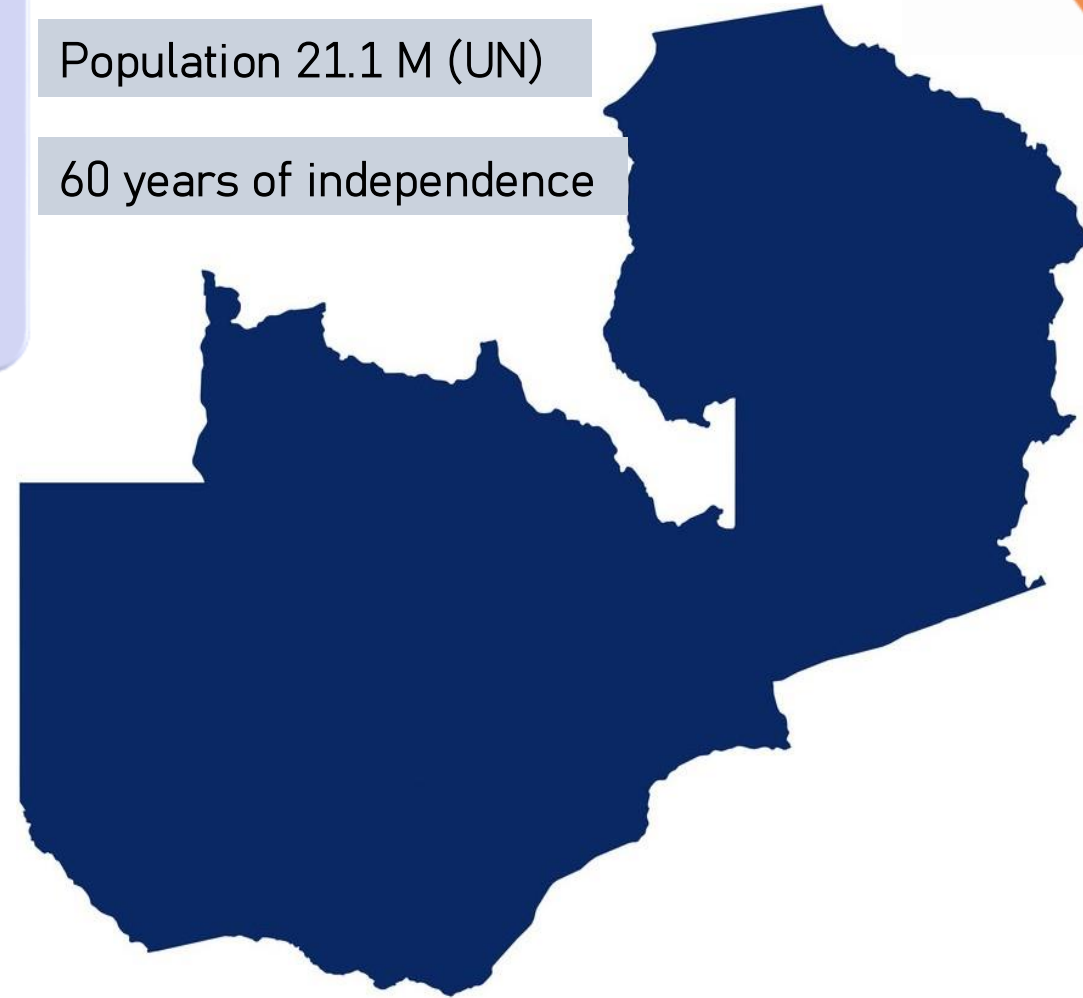 Population 21.1 M (UN)
60 years of independence